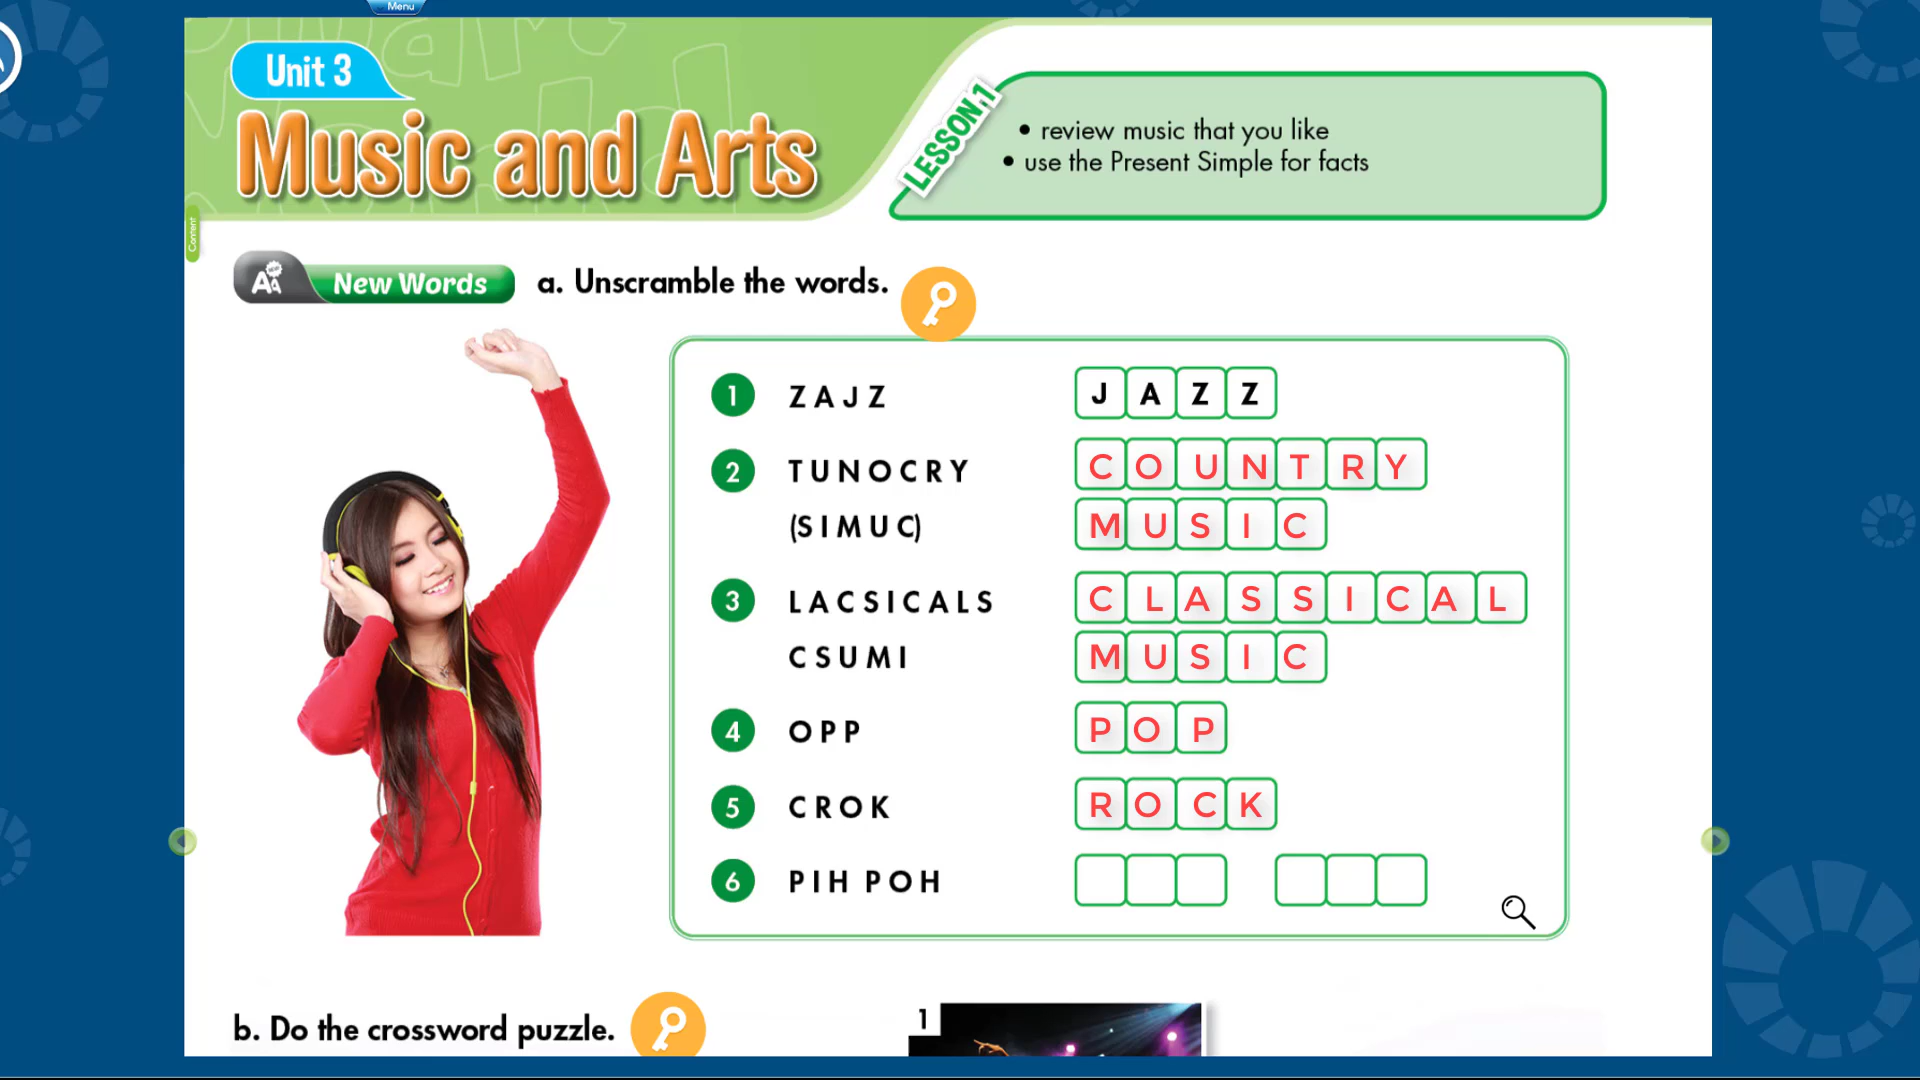 Menu
Unit 3
Music and Arts
LESSON 1
• review music that you like
• use the Present Simple for facts
Content
New Words
a. Unscramble the words.
1 ZAJZ JAZZ
2 TUNOCRY COUNTRY
(SIMUC) MUSIC
3 LACSICALS CLASSICAL
CSUMI MUSIC
4 OPP POP
5 CROK ROCK
6 PIH POH
b. Do the crossword puzzle.
1